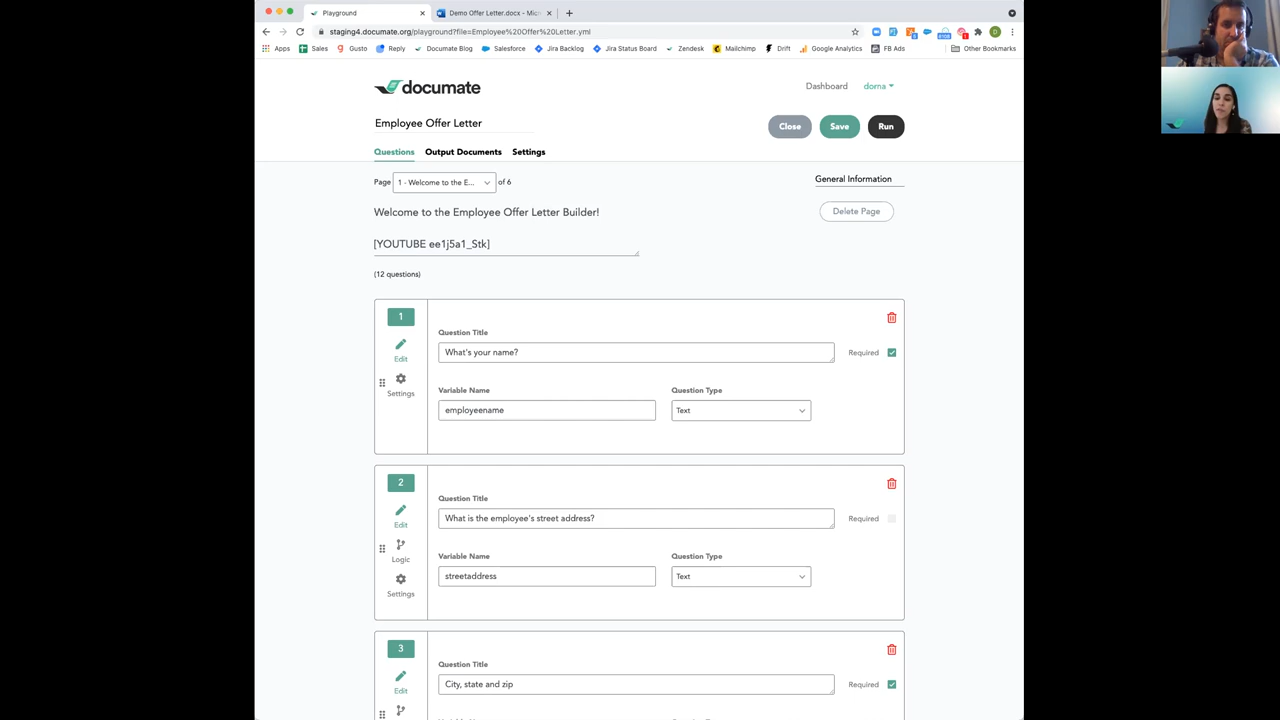 Playground
Demo Offer Letter.docx - Micr
staging4.documate.org/playground?file=Employee%20Offer%20Letter.yml
Apps
Sales
Gusto
Reply
Documate Blog
Salesforce
Jira Backlog
Jira Status Board
Zendesk
Mailchimp
Drift
Google Analytics
FB Ads
Other Bookmarks
documate
Dashboard
dorna
Employee Offer Letter
Close
Save
Run
Questions
Output Documents
Settings
Page
1 - Welcome to the E...
of 6
General Information
Welcome to the Employee Offer Letter Builder!
Delete Page
[YOUTUBE ee1j5a1_Stk]
(12 questions)
1
Edit
Settings
Question Title
What's your name?
Required
Variable Name
employeename
Question Type
Text
2
Edit
Logic
Settings
Question Title
What is the employee's street address?
Required
Variable Name
streetaddress
Question Type
Text
3
Edit
Question Title
City, state and zip
Required